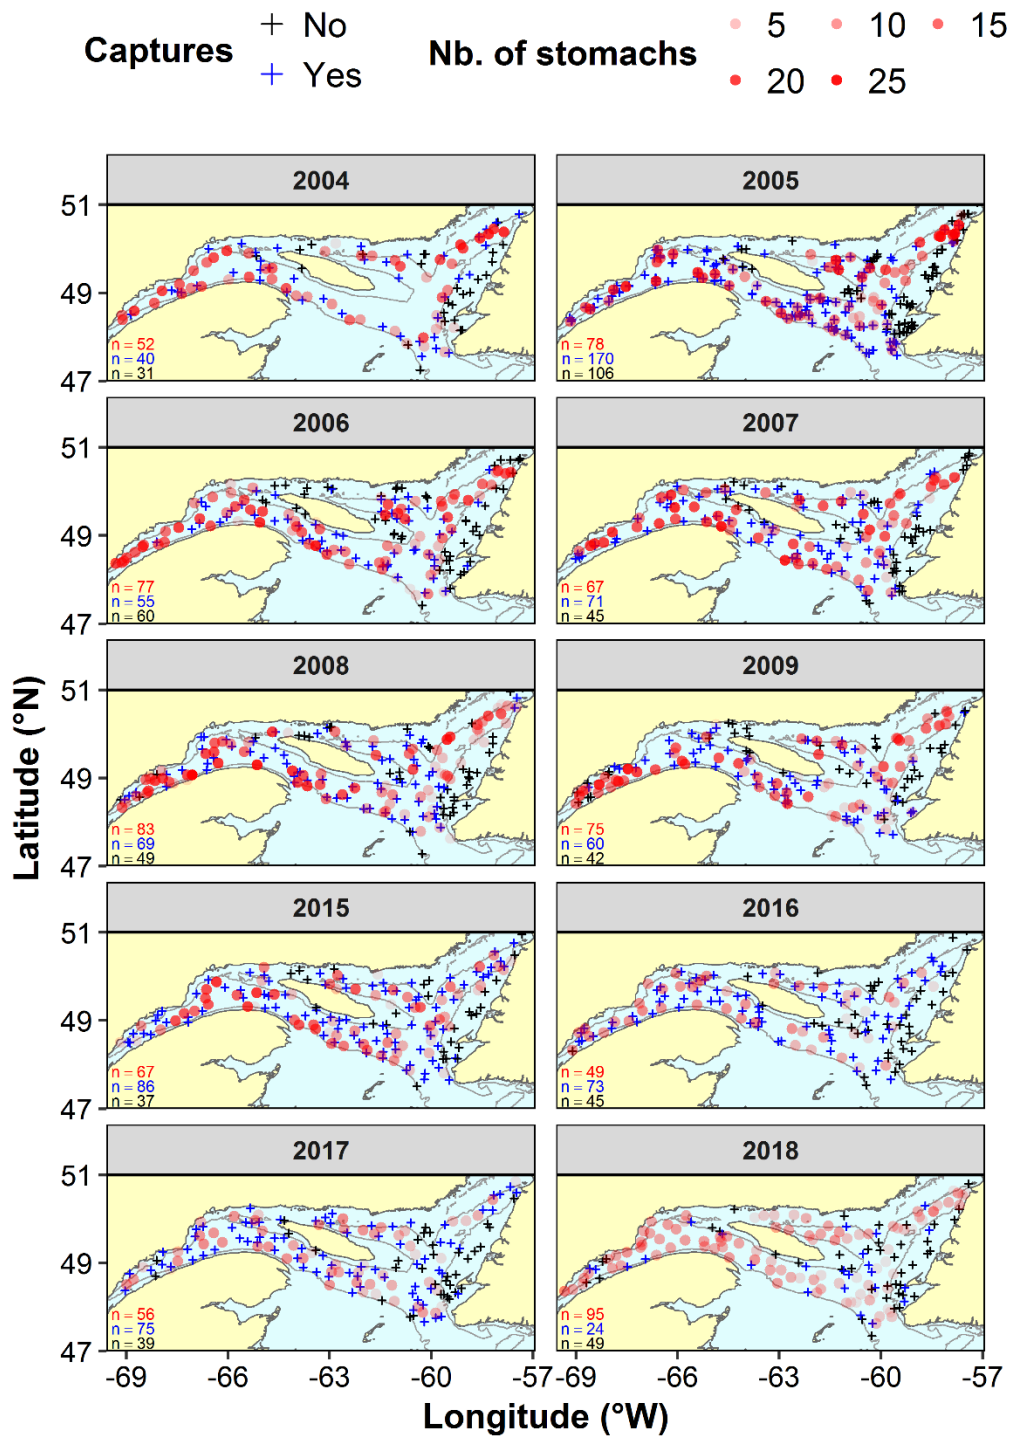 Captures + No Nb. of stomachs 5 10 15
+ Yes 20 25
2004 2005
51
49
n = 52 n = 78
n = 40 n = 170
47 n = 31 n = 106
2006 2007
51
49
n = 77 n = 67
n = 55 n = 71
47 n = 60 n = 45
2008 2009
51
49
n = 83 n = 75
n = 69 n = 60
47 n = 49 n = 42
2015 2016
51
49
n = 67 n = 49
n = 86 n = 73
47 n = 37 n = 45
2017 2018
51
49
n = 56 n = 95
n = 75 n = 24
47 n = 39 n = 49
-69 -66 -63 -60 -57 -69 -66 -63 -60 -57
Longitude (°W)
Latitude (°N)